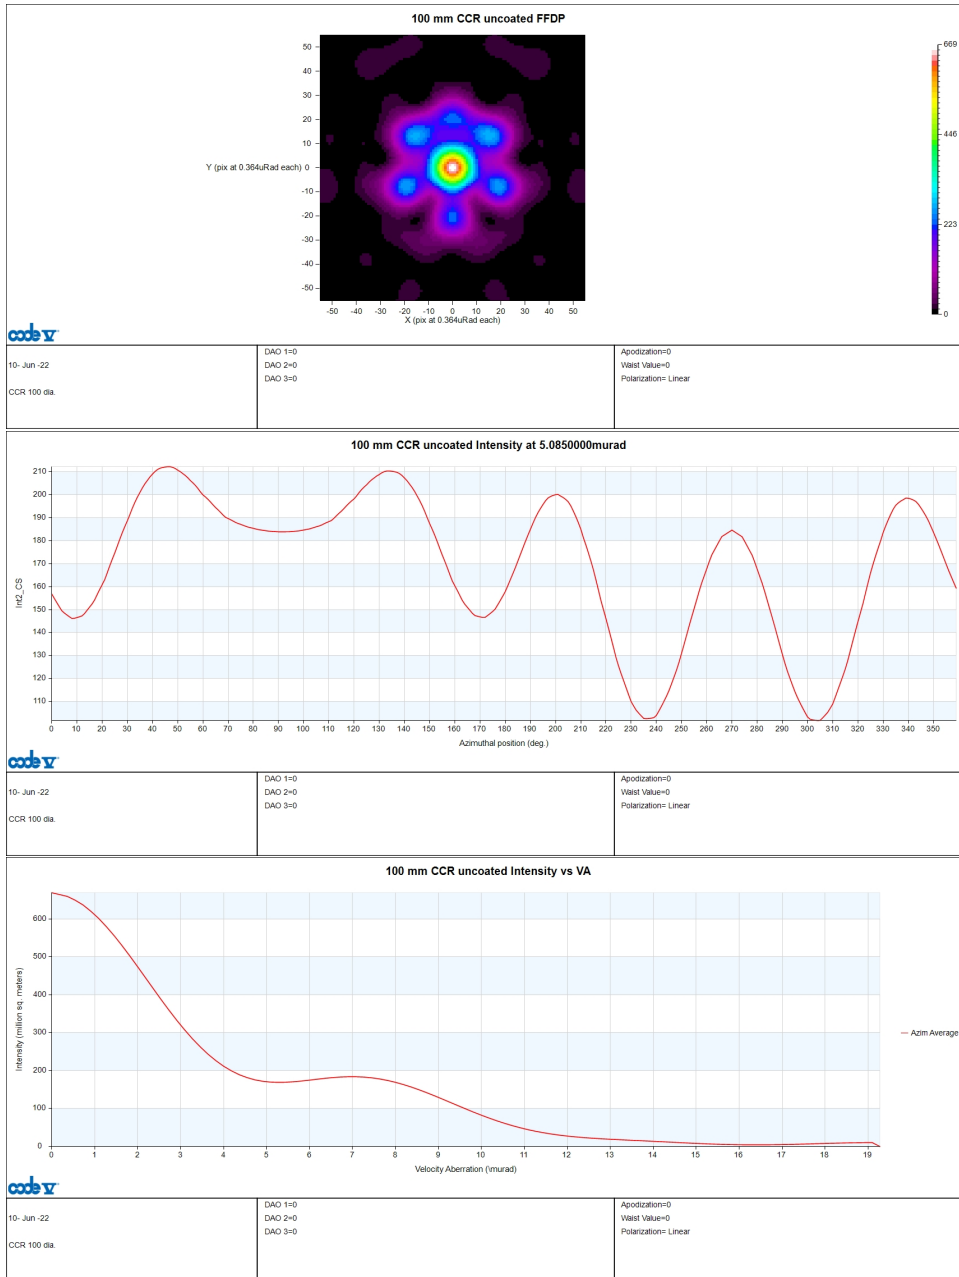 100 mm CCR uncoated FFDP
50
40
30
20
10
Y (pix at 0.364uRad each) 0
-10
-20
-30
-40
-50
-50 -40 -30 -20 -10 0 10 20 30 40 50
X (pix at 0.364uRad each)
669
446
223
0
code V
10- Jun -22
CCR 100 dia.
DAO 1=0
DAO 2=0
DAO 3=0
Apodization=0
Waist Value=0
Polarization= Linear
100 mm CCR uncoated Intensity at 5.0850000murad
210
200
190
180
170
160
150
140
130
120
110
Int2_CS
0 10 20 30 40 50 60 70 80 90 100 110 120 130 140 150 160 170 180 190 200 210 220 230 240 250 260 270 280 290 300 310 320 330 340 350
Azimuthal position (deg.)
code V
10- Jun -22
CCR 100 dia.
DAO 1=0
DAO 2=0
DAO 3=0
Apodization=0
Waist Value=0
Polarization= Linear
100 mm CCR uncoated Intensity vs VA
600
500
400
300
200
100
0
Intensity (million sq. meters)
0 1 2 3 4 5 6 7 8 9 10 11 12 13 14 15 16 17 18 19
Velocity Aberration (\murad)
Azim Average
code V
10- Jun -22
CCR 100 dia.
DAO 1=0
DAO 2=0
DAO 3=0
Apodization=0
Waist Value=0
Polarization= Linear